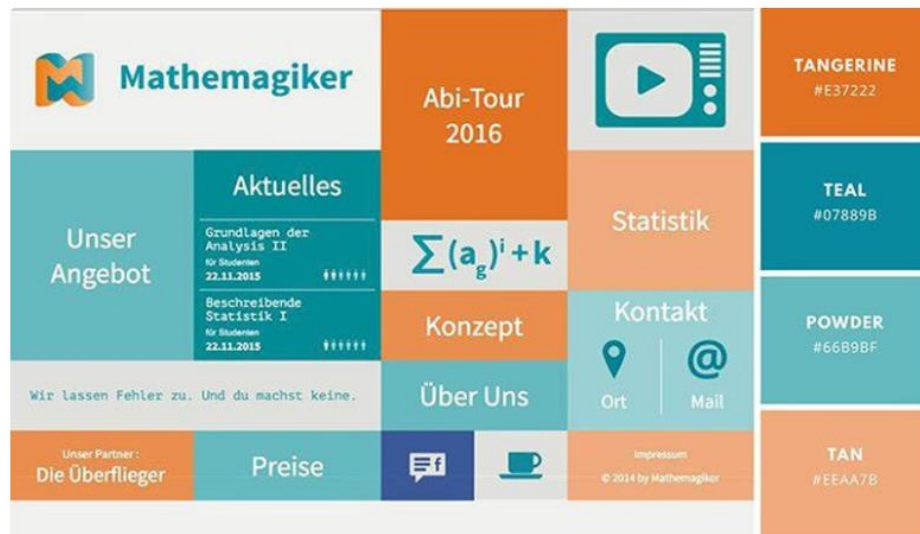 Mathemagiker
Abi-Tour
2016
Unser
Angebot
Aktuelles
Grundlagen der
Analysis II
für Studenten
22.11.2015
Beschreibende
Statistik I
für Studenten
22.11.2015
∑(a_g)^i + k
Statistik
Konzept
Kontakt
Ort
@
Mail
Wir lassen Fehler zu. Und du machst keine.
Über Uns
Unser Partner:
Die Überflieger
Preise
f
Impressum
© 2014 by Mathemagiker
TANGERINE
#E37222
TEAL
#07889B
POWDER
#66B9BF
TAN
#EEAA7B